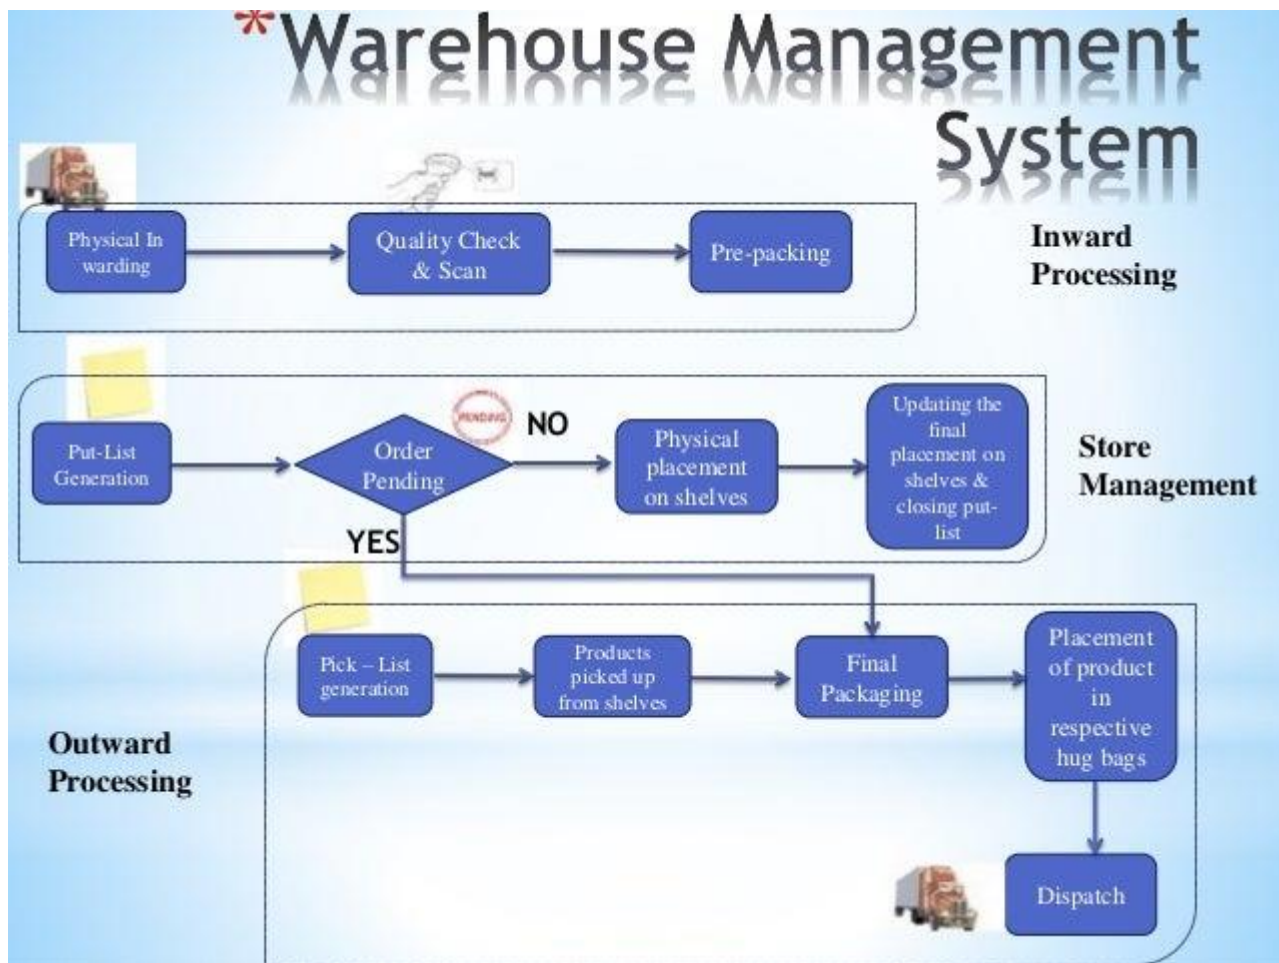 *Warehouse Management
System
Inward
Processing
Physical In
warding
Quality Check
& Scan
Pre-packing
Store
Management
Put-List
Generation
Order
Pending
PENDING
NO
YES
Physical
placement
on shelves
Updating the
final
placement on
shelves &
closing put-
list
Outward
Processing
Pick – List
generation
Products
picked up
from shelves
Final
Packaging
Placement
of product
in
respective
hug bags
Dispatch